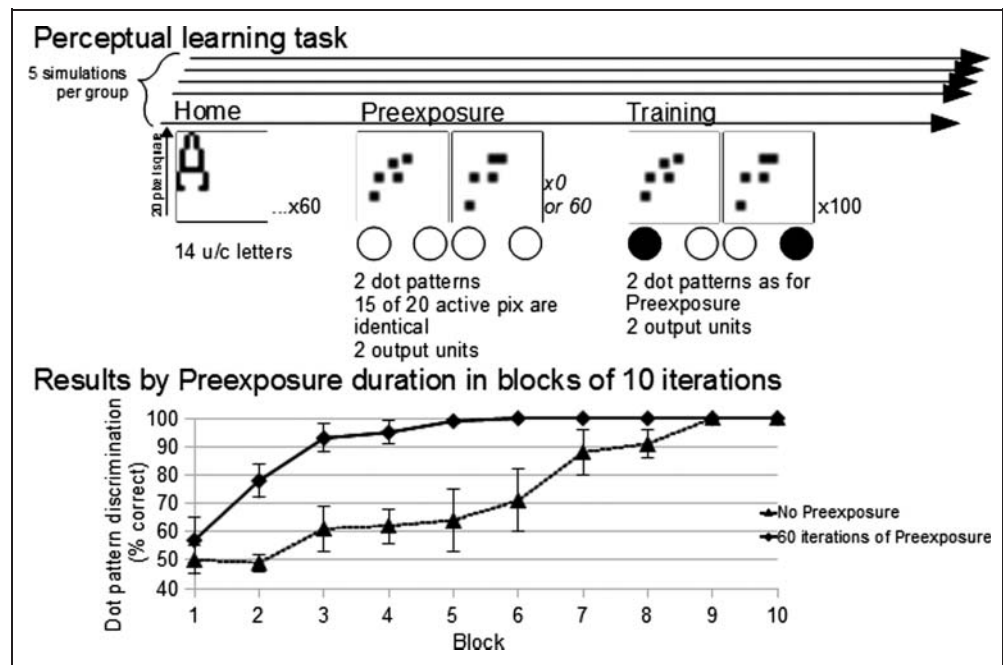 Perceptual learning task
5 simulations
per group
Home
Preexposure
Training
20 pixel square
...x60
x0
or 60
x100
14 u/c letters
2 dot patterns
15 of 20 active pix are
identical
2 output units
2 dot patterns as for
Preexposure
2 output units
Results by Preexposure duration in blocks of 10 iterations
Dot pattern discrimination
(% correct)
100
90
80
70
60
50
40
No Preexposure
60 iterations of Preexposure
1 2 3 4 5 6 7 8 9 10
Block